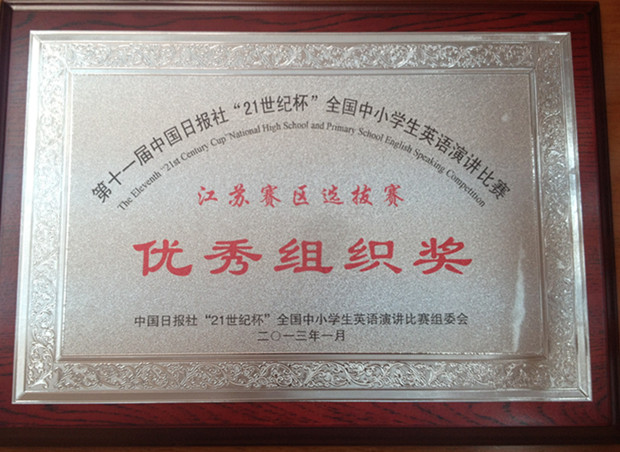 第十一届中国日报社“21世纪杯”全国中小学生英语演讲比赛
The Eleventh "21st Century Cup"National High School and Primary School English Speaking Competition
江苏赛区选拔赛
优秀组织奖
中国日报社“21世纪杯”全国中小学生英语演讲比赛组委会
二〇一三年一月